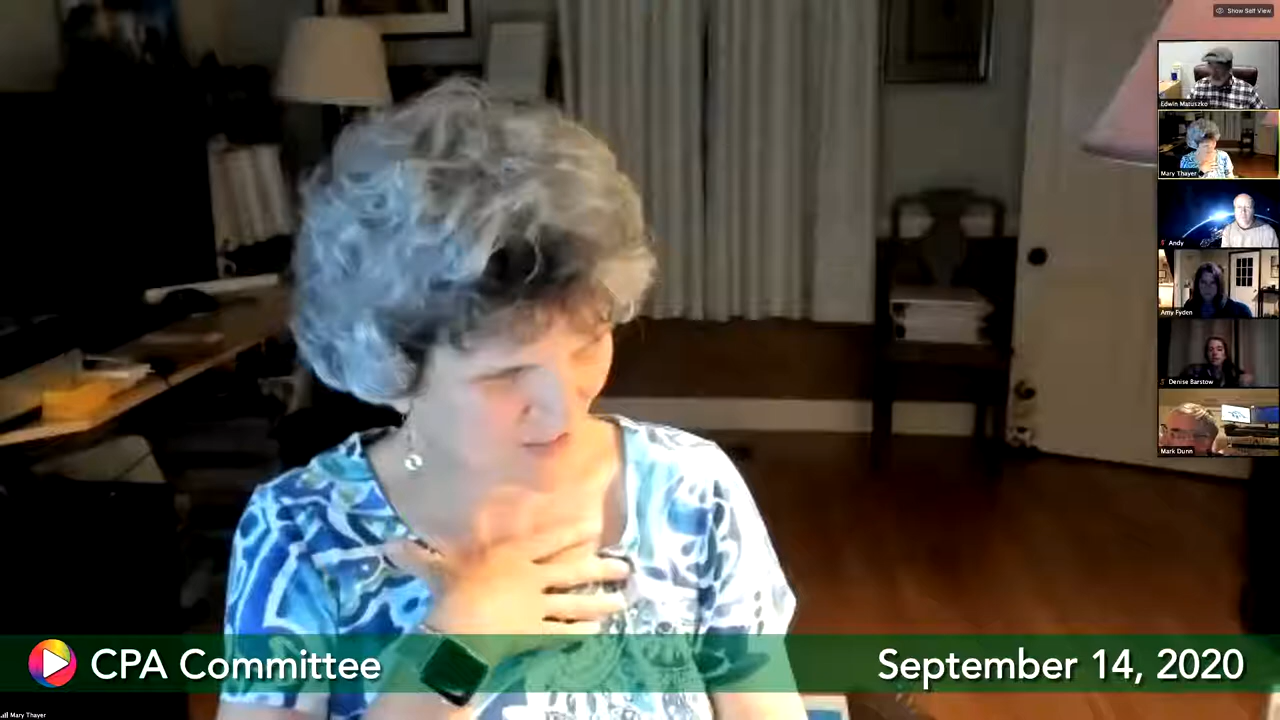 Show Self View
Edwin Matuszko
Mary Thayer
Andy
Amy Fyden
Denise Barstow
Mark Dunn
CPA Committee
September 14, 2020
Mary Thayer